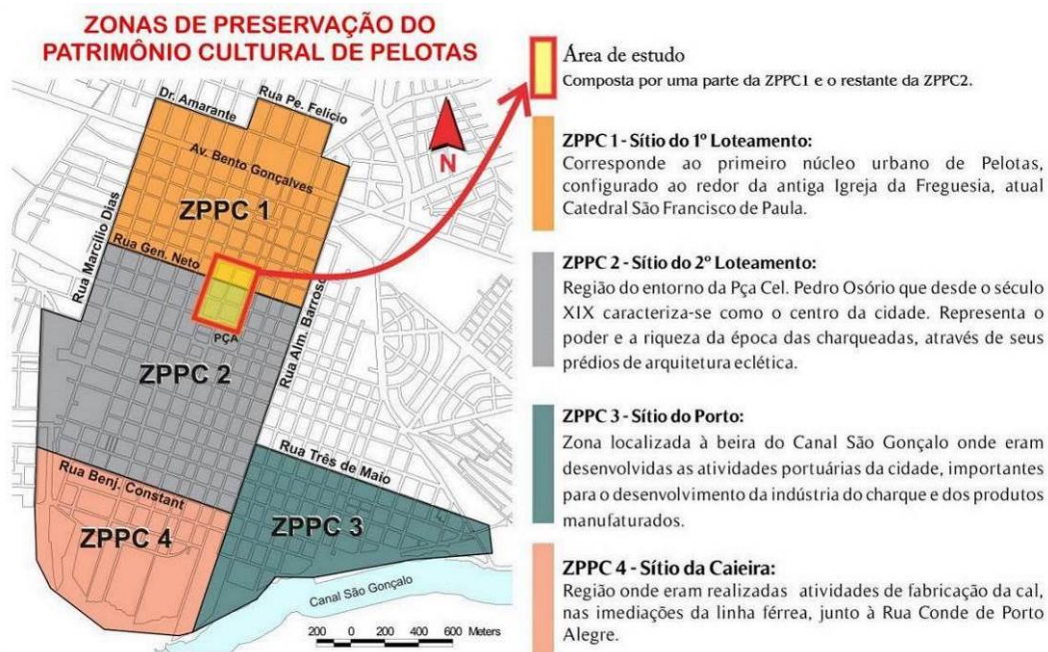 ZONAS DE PRESERVAÇÃO DO
PATRIMÔNIO CULTURAL DE PELOTAS
Dr. Amarante
Rua Pe. Felício
Av. Bento Gonçalves
N
ZPPC 1
Rua Marcílio Dias
Rua Gen. Neto
Rua Alm. Barroso
PÇA
ZPPC 2
Rua Três de Maio
Rua Benj. Constant
ZPPC 4
ZPPC 3
Canal São Gonçalo
200 0 200 400 600 Meters
Área de estudo
Composta por uma parte da ZPPC1 e o restante da ZPPC2.
ZPPC 1 - Sítio do 1º Loteamento:
Corresponde ao primeiro núcleo urbano de Pelotas,
configurado ao redor da antiga Igreja da Freguesia, atual
Catedral São Francisco de Paula.
ZPPC 2 - Sítio do 2º Loteamento:
Região do entorno da Pça Cel. Pedro Osório que desde o século
XIX caracteriza-se como o centro da cidade. Representa o
poder e a riqueza da época das charqueadas, através de seus
prédios de arquitetura eclética.
ZPPC 3 - Sítio do Porto:
Zona localizada à beira do Canal São Gonçalo onde eram
desenvolvidas as atividades portuárias da cidade, importantes
para o desenvolvimento da indústria do charque e dos produtos
manufaturados.
ZPPC 4 - Sítio da Caieira:
Região onde eram realizadas atividades de fabricação da cal,
nas imediações da linha férrea, junto à Rua Conde de Porto
Alegre.